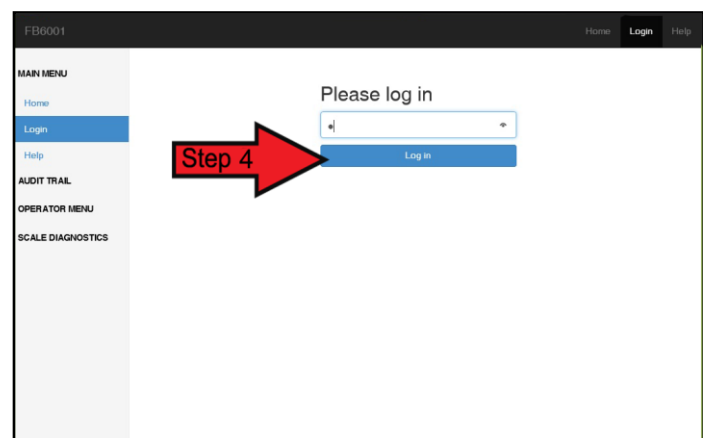 FB6001
Home Login Help
MAIN MENU
Home
Login
Help
AUDIT TRAIL
OPERATOR MENU
SCALE DIAGNOSTICS
Please log in
Log in
Step 4